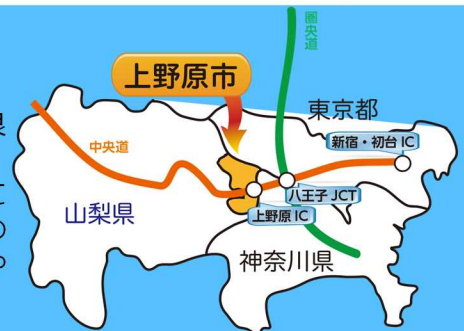 圏央道
上野原市
東京都
新宿・初台 IC
中央道
八王子 JCT
山梨県
上野原 IC
神奈川県